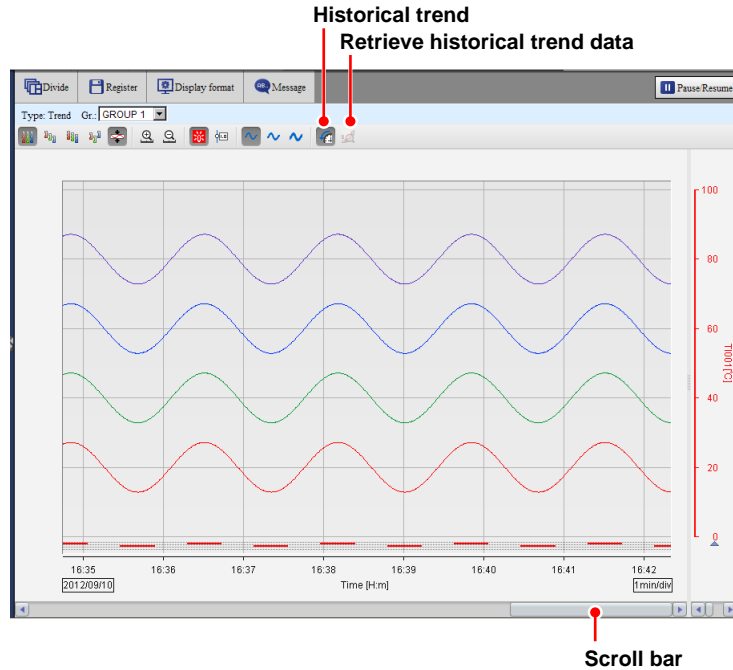 Historical trend
Retrieve historical trend data
Divide Register Display format Message Pause/Resume
Type: Trend Gr.: GROUP 1
100
80
60
40
20
0
TI001[C]
16:35 16:36 16:37 16:38 16:39 16:40 16:41 16:42
2012/09/10 Time [H:m] 1min/div
Scroll bar